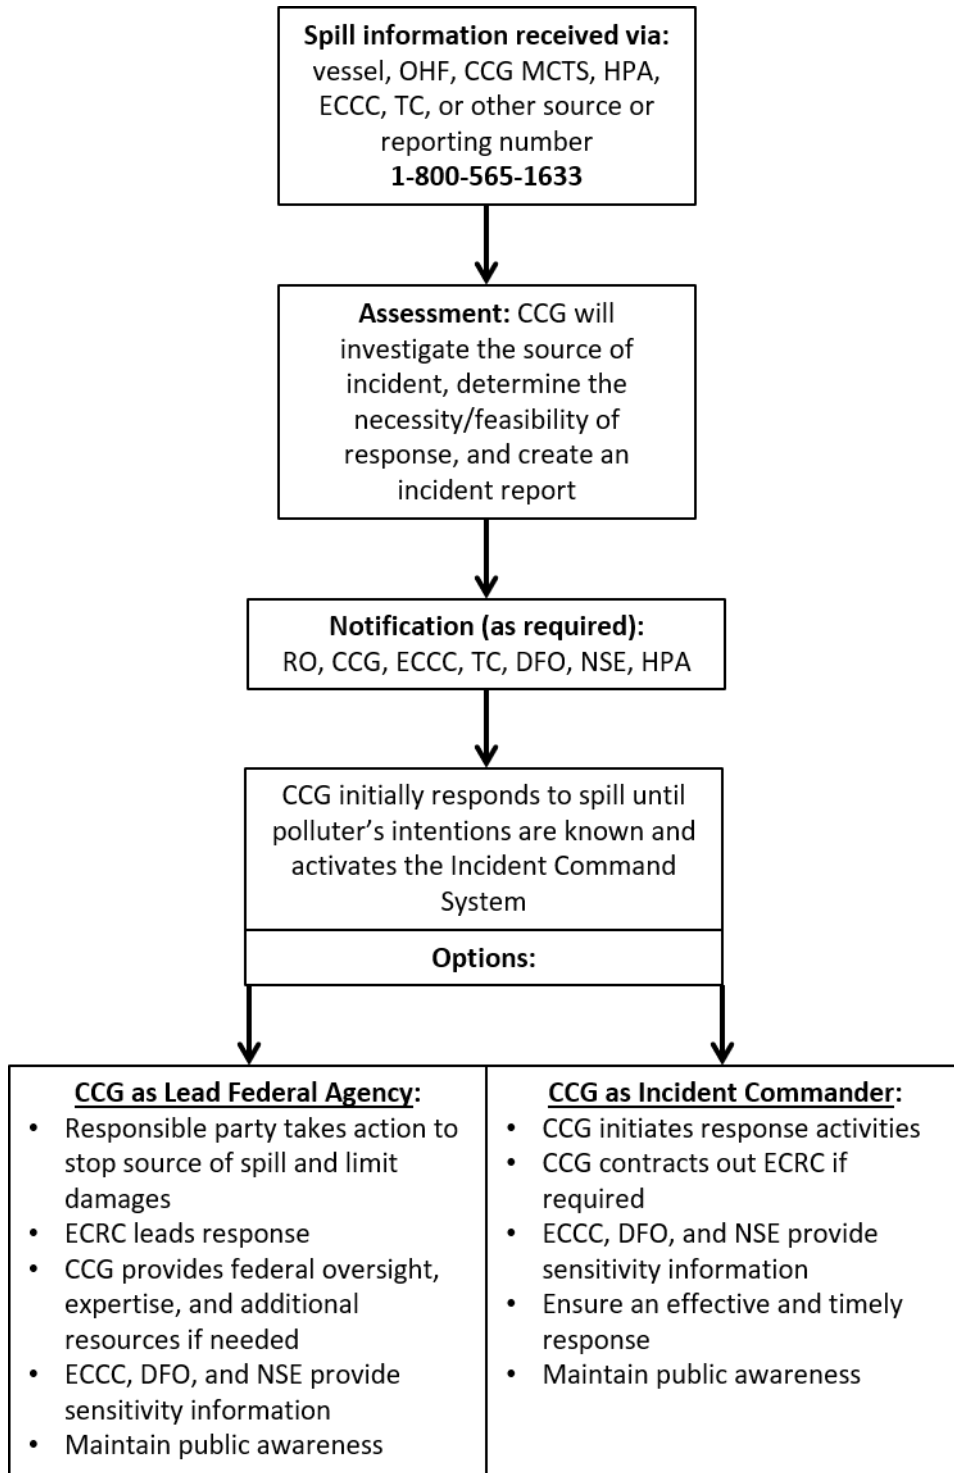 Spill information received via:
vessel, OHF, CCG MCTS, HPA,
ECCC, TC, or other source or
reporting number
1-800-565-1633
Assessment: CCG will
investigate the source of
incident, determine the
necessity/feasibility of
response, and create an
incident report
Notification (as required):
RO, CCG, ECCC, TC, DFO, NSE, HPA
CCG initially responds to spill until
polluter's intentions are known and
activates the Incident Command
System
Options:
CCG as Lead Federal Agency:
• Responsible party takes action to
stop source of spill and limit
damages
• ECRC leads response
• CCG provides federal oversight,
expertise, and additional
resources if needed
• ECCC, DFO, and NSE provide
sensitivity information
• Maintain public awareness
CCG as Incident Commander:
• CCG initiates response activities
• CCG contracts out ECRC if
required
• ECCC, DFO, and NSE provide
sensitivity information
• Ensure an effective and timely
response
• Maintain public awareness